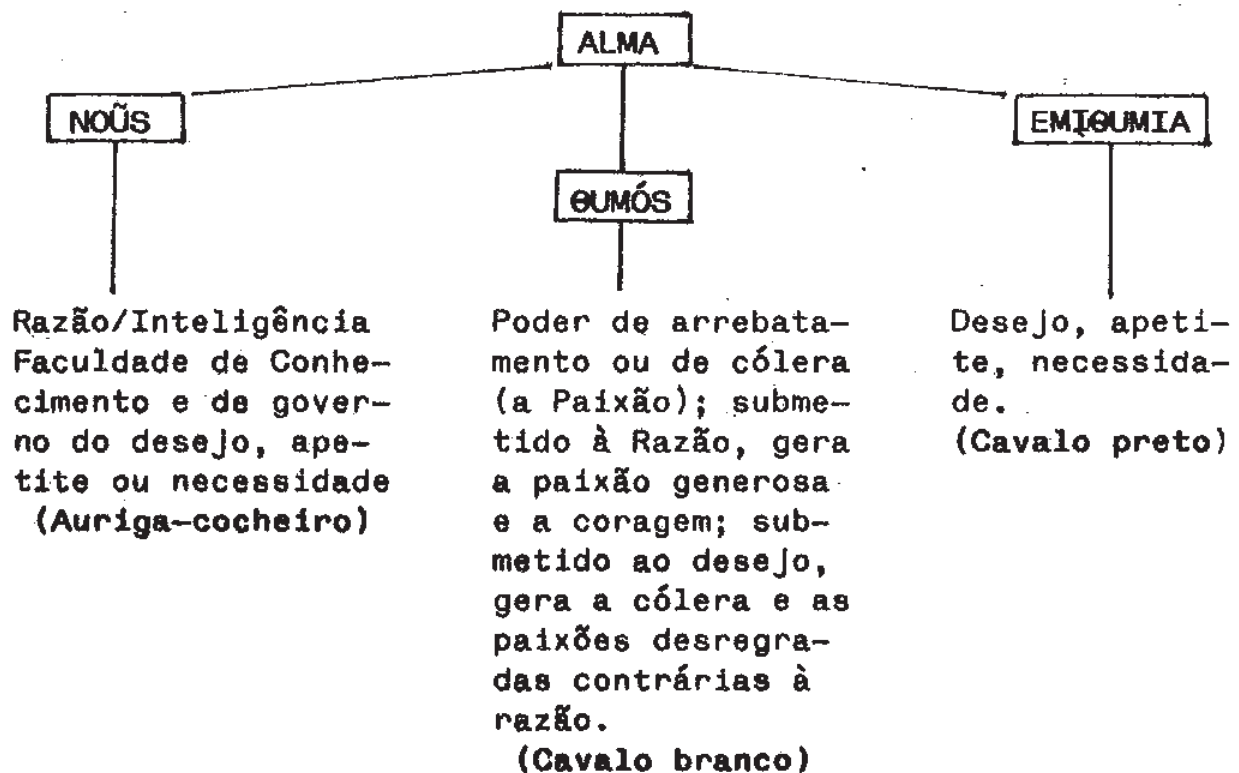 ALMA
NOŨS
EMIΘUMIA
ΘUMÓS
Razão/Inteligência
Faculdade de Conhe-
cimento e de gover-
no do desejo, ape-
tite ou necessidade
(Auriga-cocheiro)
Poder de arrebata-
mento ou de cólera
(a Paixão); subme-
tido à Razão, gera
a paixão generosa
e a coragem; sub-
metido ao desejo,
gera a cólera e as
paixões desregra-
das contrárias à
razão.
(Cavalo branco)
Desejo, apeti-
te, necessida-
de.
(Cavalo preto)